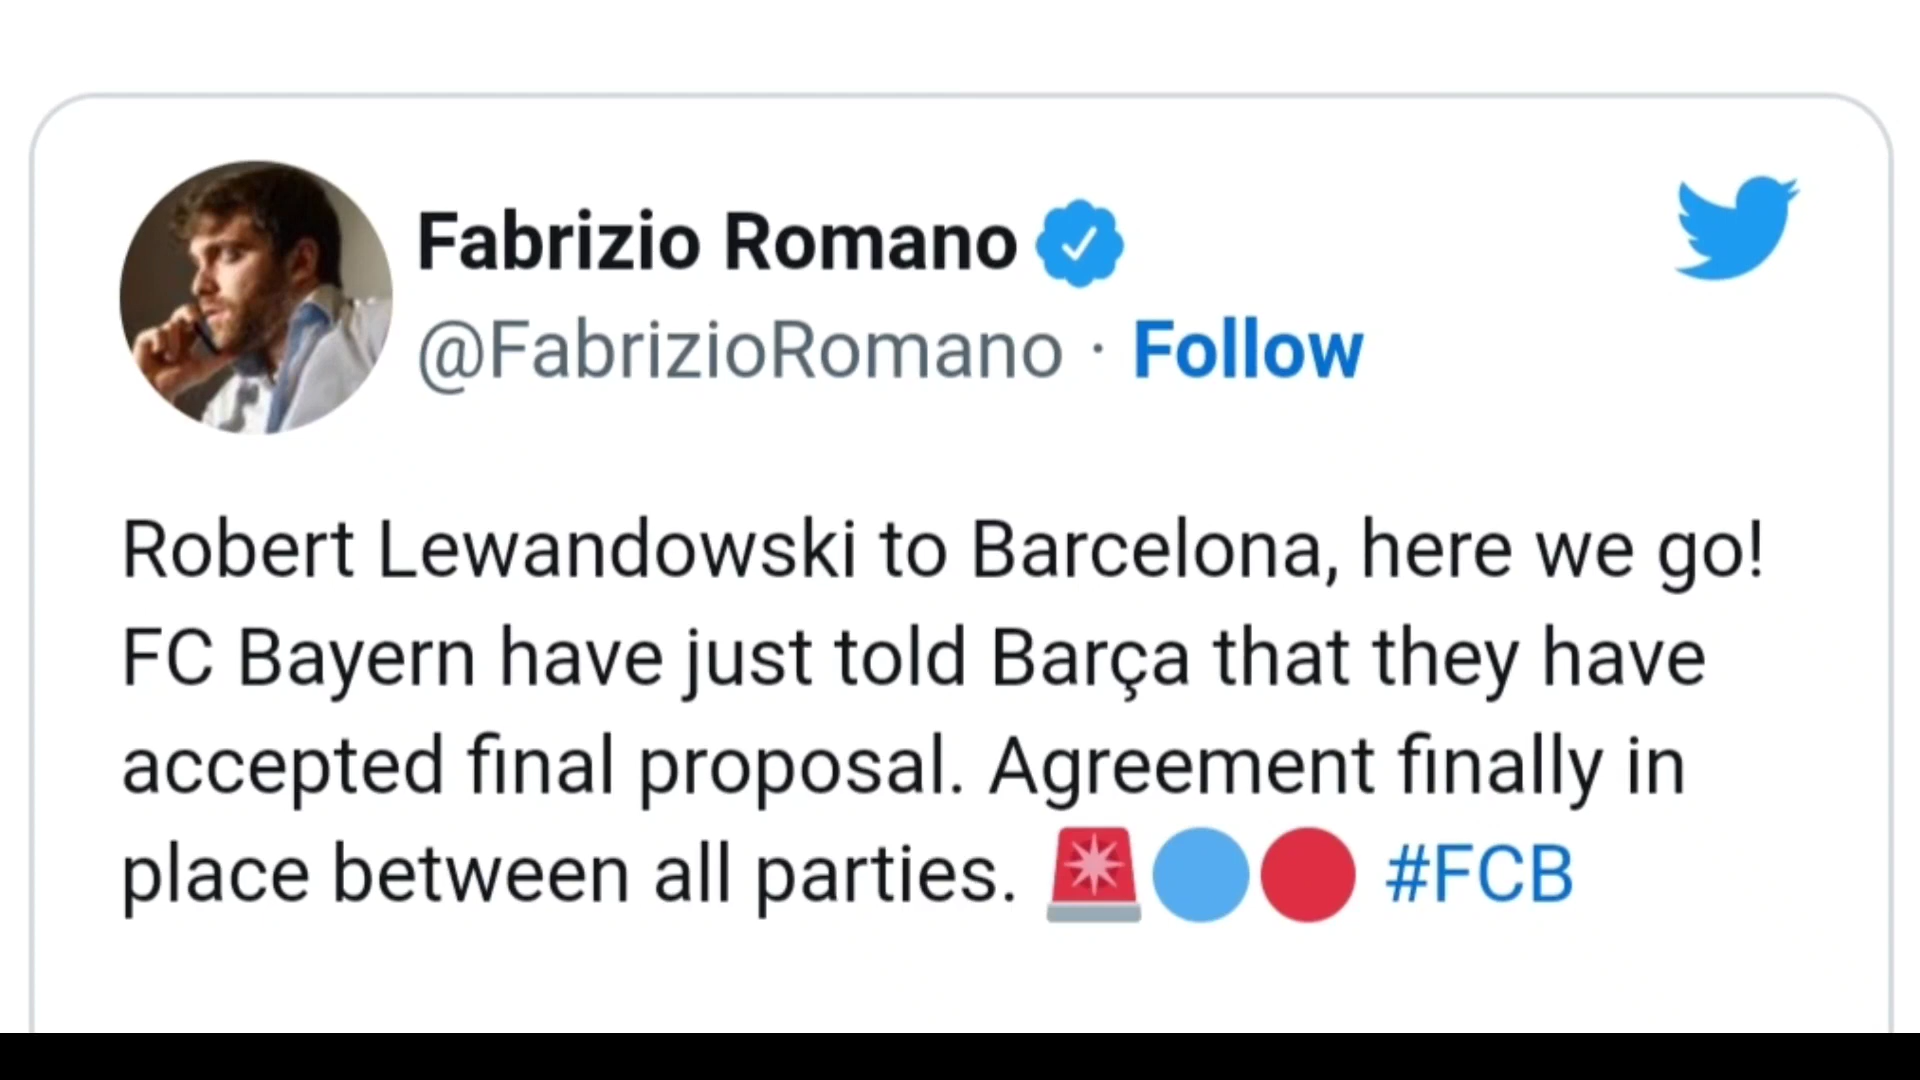 Fabrizio Romano
@FabrizioRomano · Follow
Robert Lewandowski to Barcelona, here we go!
FC Bayern have just told Barça that they have
accepted final proposal. Agreement finally in
place between all parties. 🚨🔵🔴 #FCB